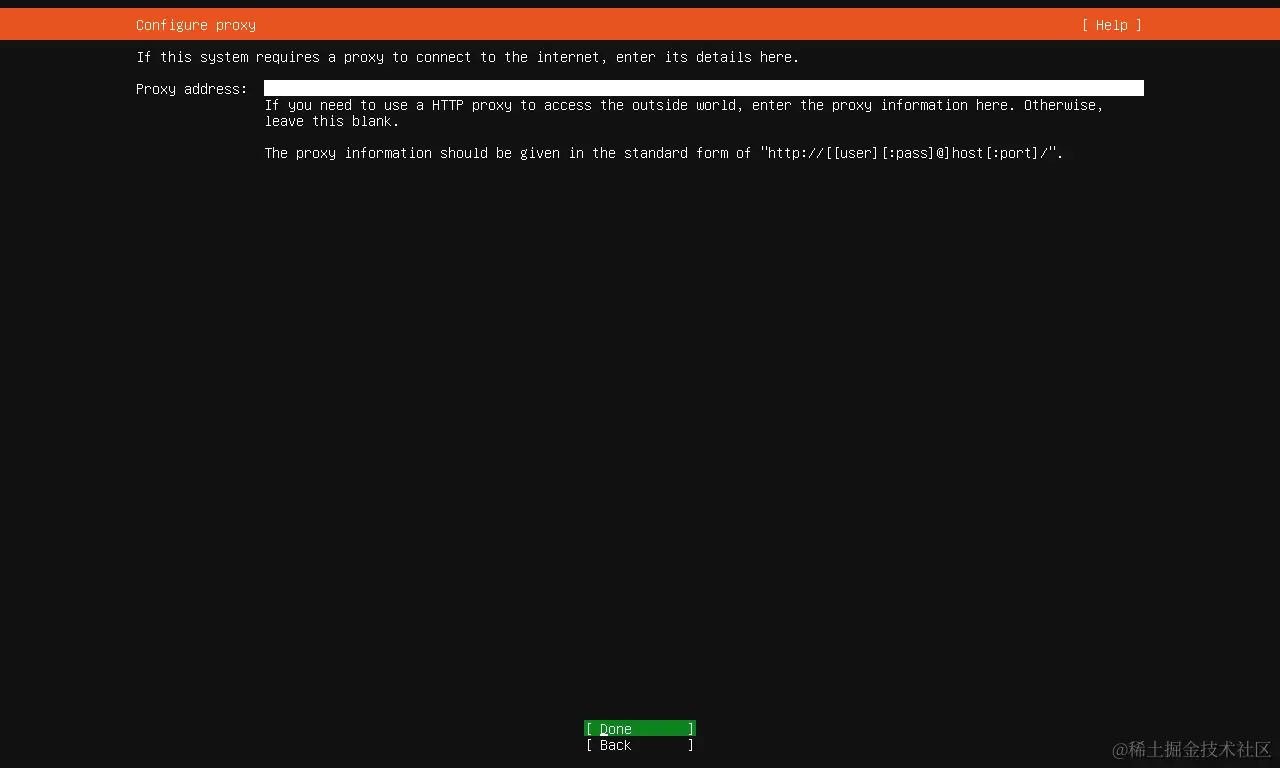 Configure proxy [ Help ]
If this system requires a proxy to connect to the internet, enter its details here.
Proxy address:
If you need to use a HTTP proxy to access the outside world, enter the proxy information here. Otherwise,
leave this blank.
The proxy information should be given in the standard form of "http://[[user][:pass]@]host[:port]/".
[ Done ]
[ Back ]
@稀土掘金技术社区